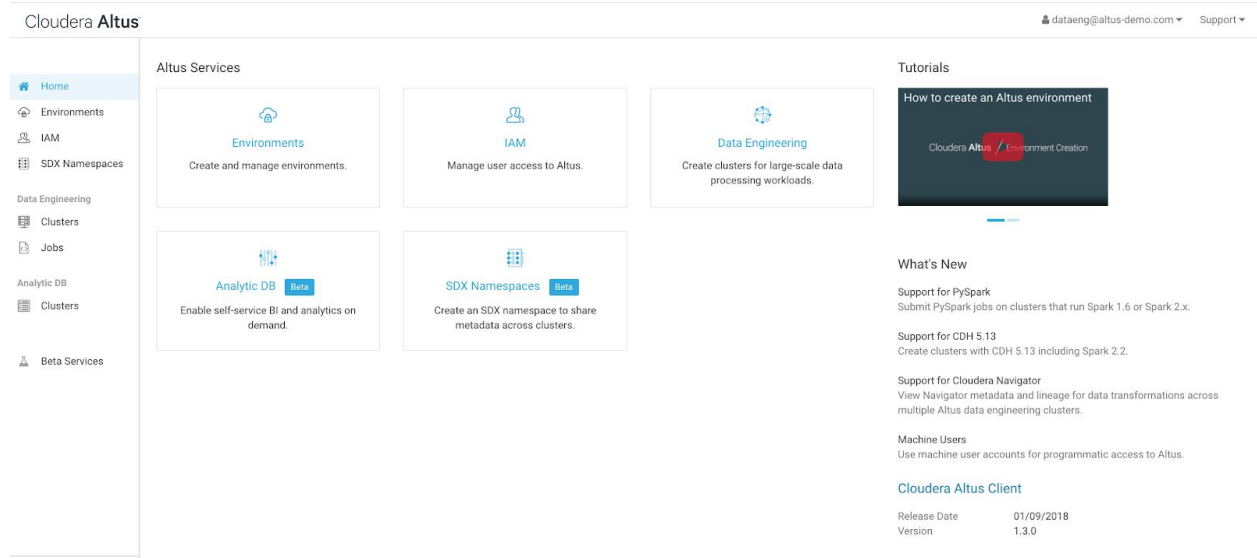 Cloudera Altus
dataeng@altus-demo.com
Support
Home
Environments
IAM
SDX Namespaces
Data Engineering
Clusters
Jobs
Analytic DB
Clusters
Beta Services
Altus Services
Environments
Create and manage environments.
IAM
Manage user access to Altus.
Data Engineering
Create clusters for large-scale data
processing workloads.
Analytic DB Beta
Enable self-service BI and analytics on
demand.
SDX Namespaces Beta
Create an SDX namespace to share
metadata across clusters.
Tutorials
How to create an Altus environment
Cloudera Altus / Environment Creation
What's New
Support for PySpark
Submit PySpark jobs on clusters that run Spark 1.6 or Spark 2.x.
Support for CDH 5.13
Create clusters with CDH 5.13 including Spark 2.2.
Support for Cloudera Navigator
View Navigator metadata and lineage for data transformations across
multiple Altus data engineering clusters.
Machine Users
Use machine user accounts for programmatic access to Altus.
Cloudera Altus Client
Release Date 01/09/2018
Version 1.3.0